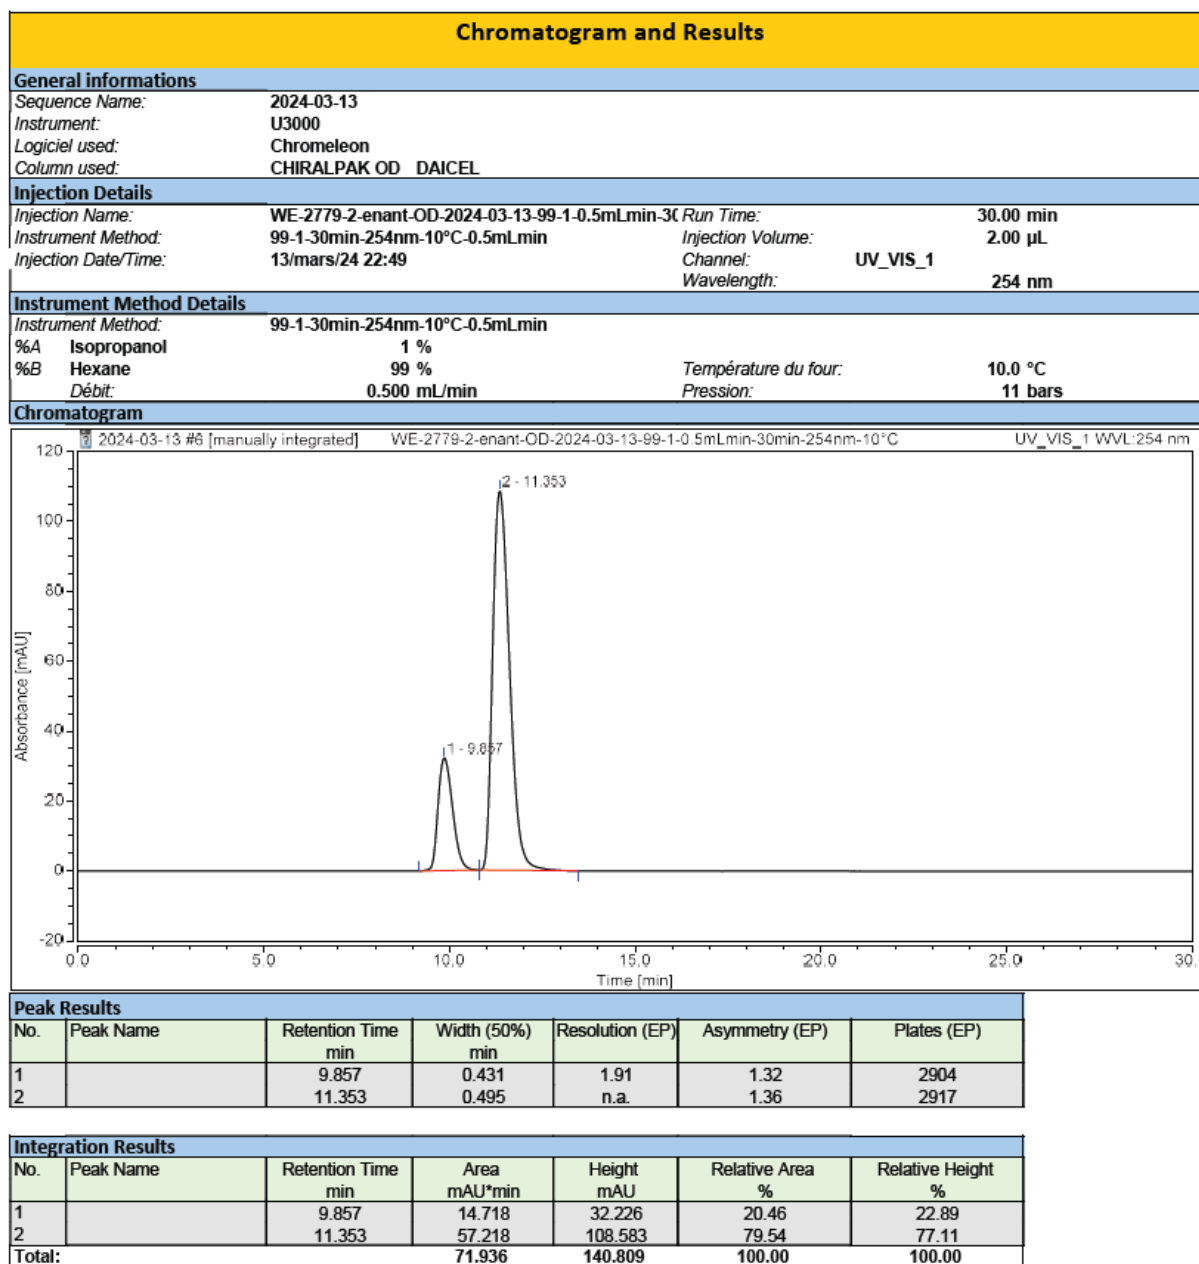 Chromatogram and Results
General informations
Sequence Name: 2024-03-13
Instrument: U3000
Logiciel used: Chromeleon
Column used: CHIRALPAK OD DAICEL
Injection Details
Injection Name: WE-2779-2-enant-OD-2024-03-13-99-1-0.5mLmin-30 Run Time: 30.00 min
Instrument Method: 99-1-30min-254nm-10°C-0.5mLmin Injection Volume: 2.00 µL
Injection Date/Time: 13/mars/24 22:49 Channel: UV_VIS_1
Wavelength: 254 nm
Instrument Method Details
Instrument Method: 99-1-30min-254nm-10°C-0.5mLmin
%A Isopropanol 1 %
%B Hexane 99 % Température du four: 10.0 °C
Débit: 0.500 mL/min Pression: 11 bars
Chromatogram
2024-03-13 #6 [manually integrated] WE-2779-2-enant-OD-2024-03-13-99-1-0.5mLmin-30min-254nm-10°C UV_VIS_1 WVL:254 nm
120
100
80
60
40
20
0
-20
Absorbance [mAU]
2 - 11.353
1 - 9.857
0.0 5.0 10.0 15.0 20.0 25.0 30.
Time [min]
Peak Results
No. Peak Name Retention Time Width (50%) Resolution (EP) Asymmetry (EP) Plates (EP)
min min
1 9.857 0.431 1.91 1.32 2904
2 11.353 0.495 n.a. 1.36 2917
Integration Results
No. Peak Name Retention Time Area Height Relative Area Relative Height
min mAU*min mAU % %
1 9.857 14.718 32.226 20.46 22.89
2 11.353 57.218 108.583 79.54 77.11
Total: 71.936 140.809 100.00 100.00